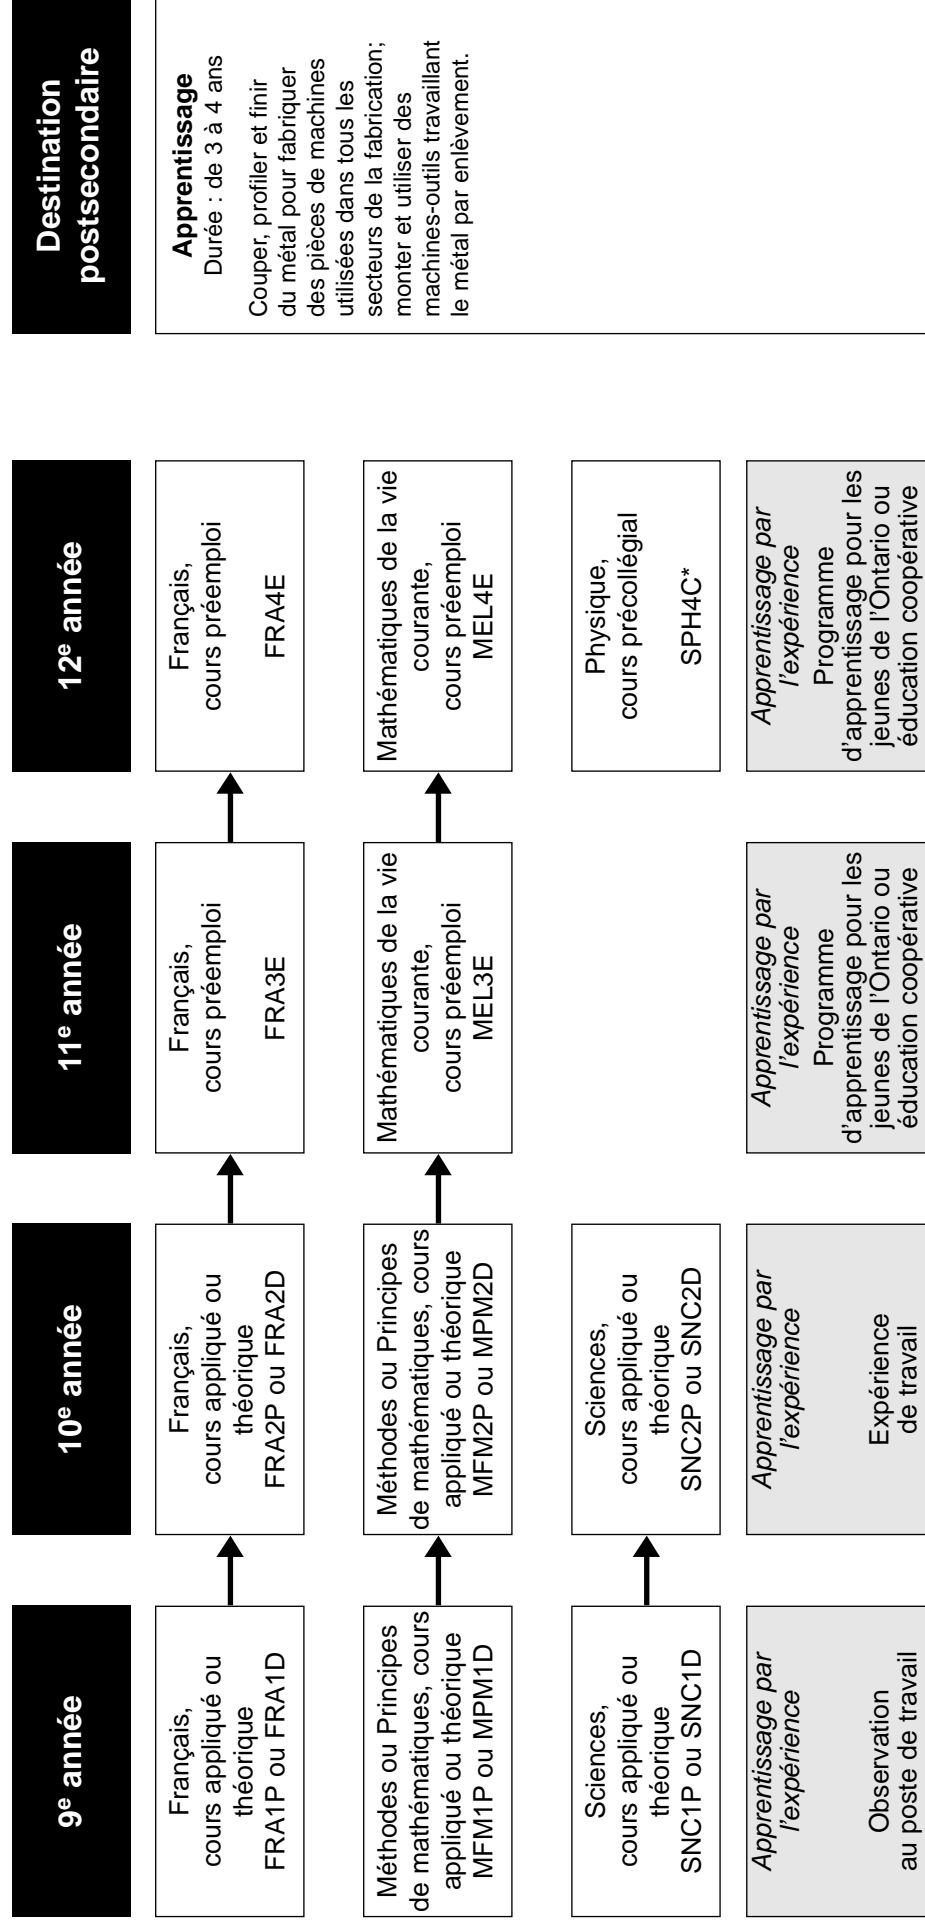 9e année
10e année
11e année
12e année
Destination
postsecondaire
Français,
cours appliqué ou
théorique
FRA1P ou FRA1D
Français,
cours appliqué ou
théorique
FRA2P ou FRA2D
Français,
cours préemploi
FRA3E
Français,
cours préemploi
FRA4E
Apprentissage
Durée : de 3 à 4 ans
Couper, profiler et finir
du métal pour fabriquer
des pièces de machines
utilisées dans tous les
secteurs de la fabrication;
monter et utiliser des
machines-outils travaillant
le métal par enlèvement.
Méthodes ou Principes
de mathématiques, cours
appliqué ou théorique
MFM1P ou MPM1D
Méthodes ou Principes
de mathématiques, cours
appliqué ou théorique
MFM2P ou MPM2D
Mathématiques de la vie
courante,
cours préemploi
MEL3E
Mathématiques de la vie
courante,
cours préemploi
MEL4E
Sciences,
cours appliqué ou
théorique
SNC1P ou SNC1D
Sciences,
cours appliqué ou
théorique
SNC2P ou SNC2D
Physique,
cours précollégial
SPH4C*
Apprentissage par
l'expérience
Observation
au poste de travail
Apprentissage par
l'expérience
Expérience
de travail
Apprentissage par
l'expérience
Programme
d'apprentissage pour les
jeunes de l'Ontario ou
éducation coopérative
Apprentissage par
l'expérience
Programme
d'apprentissage pour les
jeunes de l'Ontario ou
éducation coopérative